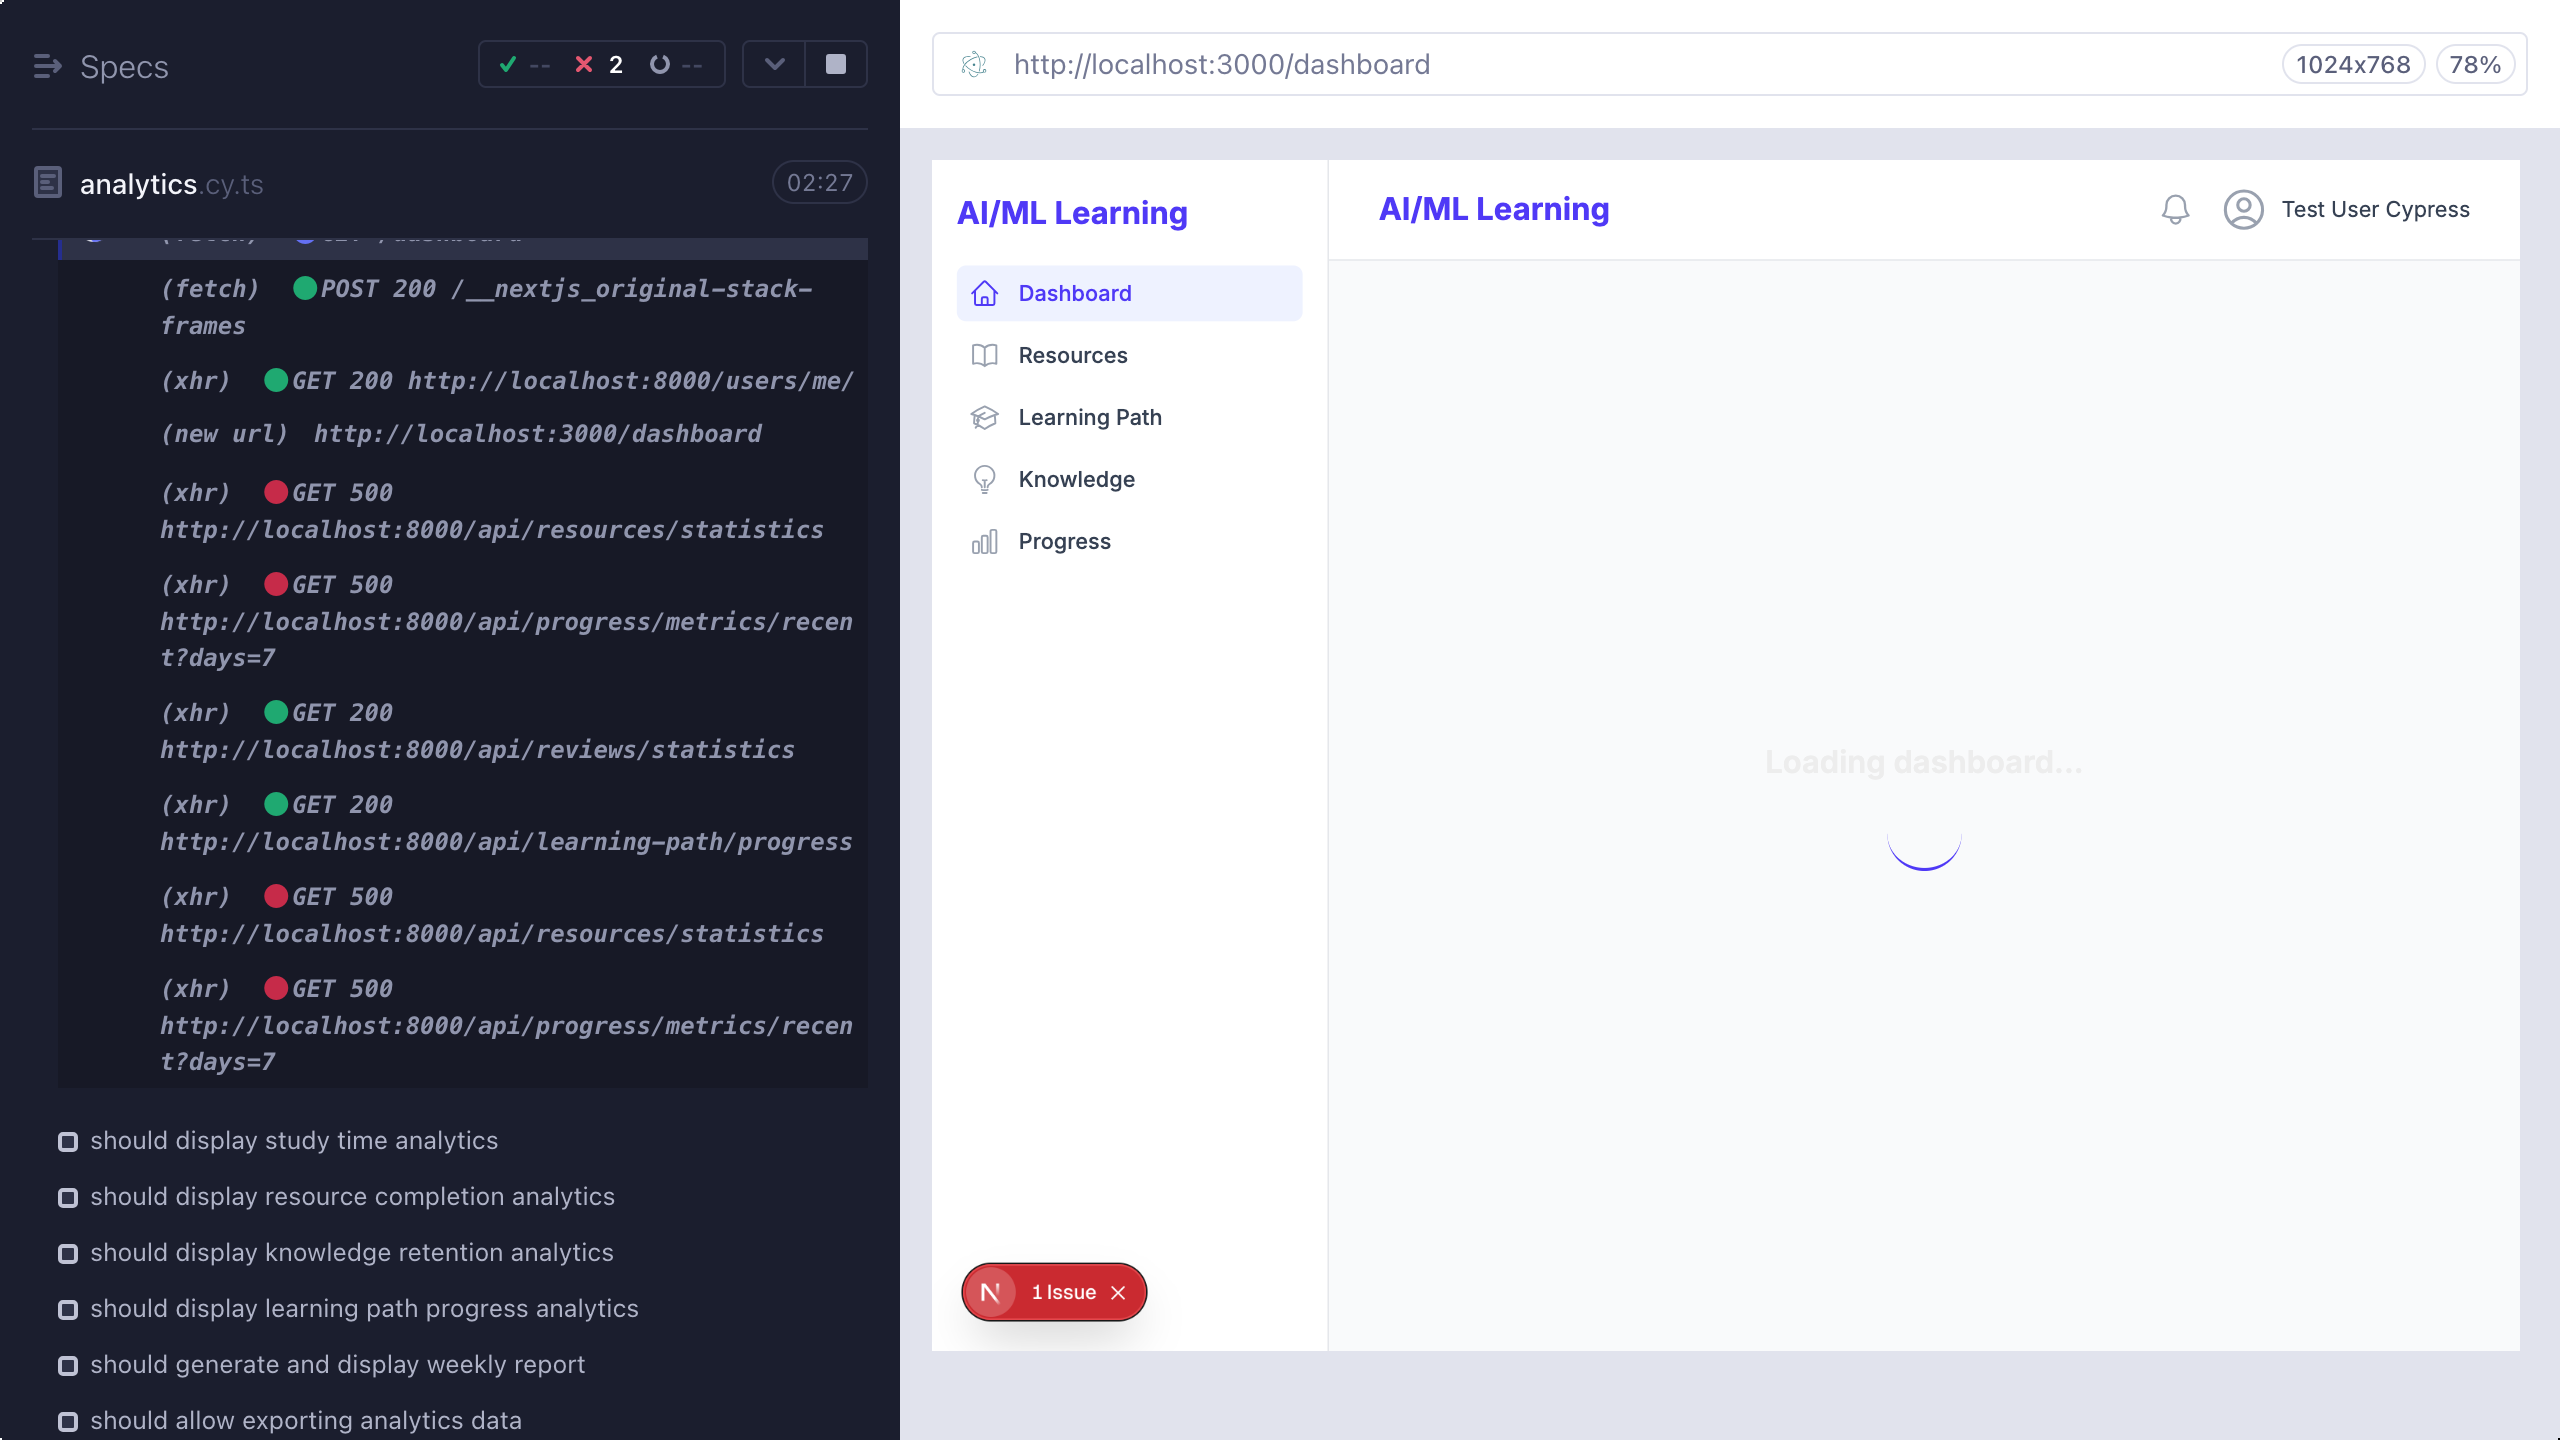 Specs
-- 2 --
analytics.cy.ts
02:27
(fetch) POST 200 /__nextjs_original-stack-
frames
(xhr) GET 200 http://localhost:8000/users/me/
(new url) http://localhost:3000/dashboard
(xhr) GET 500
http://localhost:8000/api/resources/statistics
(xhr) GET 500
http://localhost:8000/api/progress/metrics/recen
t?days=7
(xhr) GET 200
http://localhost:8000/api/reviews/statistics
(xhr) GET 200
http://localhost:8000/api/learning-path/progress
(xhr) GET 500
http://localhost:8000/api/resources/statistics
(xhr) GET 500
http://localhost:8000/api/progress/metrics/recen
t?days=7
should display study time analytics
should display resource completion analytics
should display knowledge retention analytics
should display learning path progress analytics
should generate and display weekly report
should allow exporting analytics data
http://localhost:3000/dashboard
1024x768
78%
AI/ML Learning
Dashboard
Resources
Learning Path
Knowledge
Progress
N 1 Issue
AI/ML Learning
Test User Cypress
Loading dashboard...